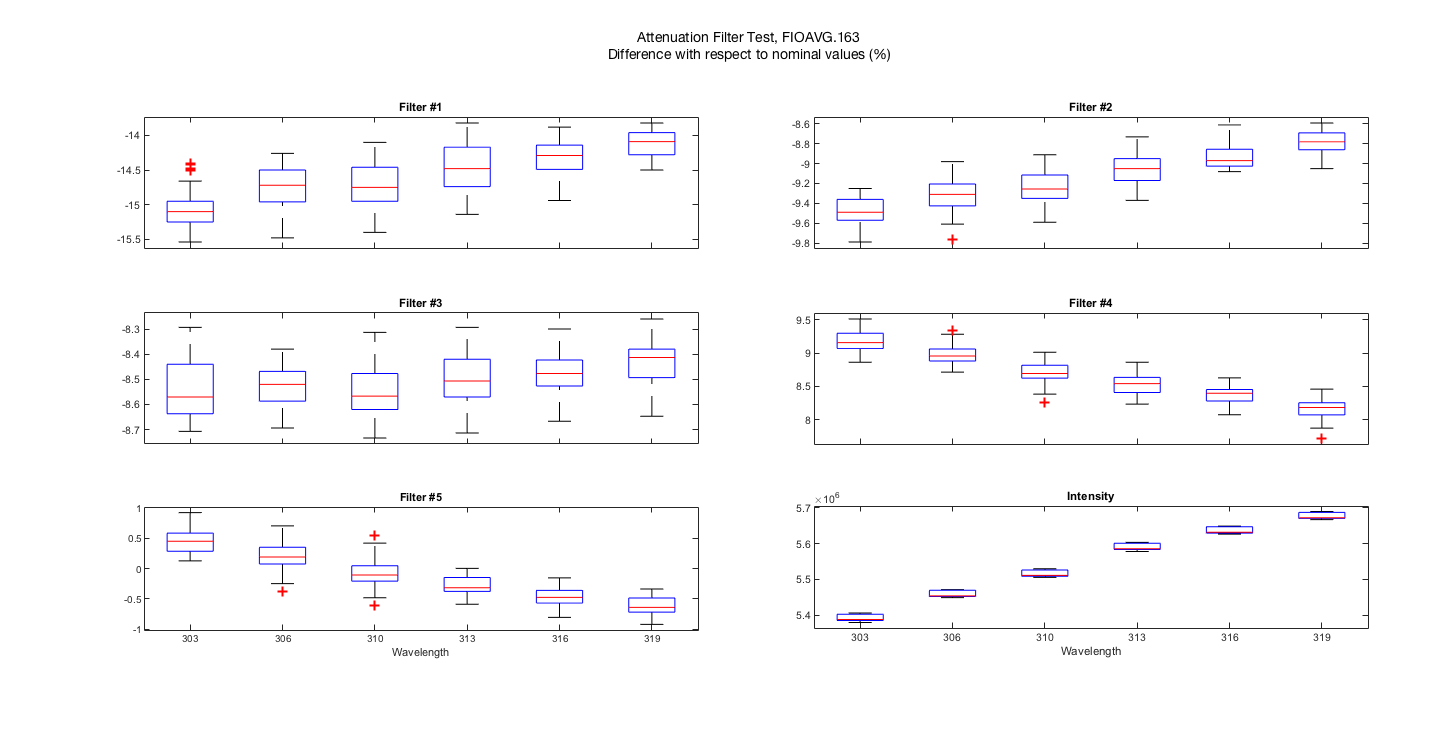 Attenuation Filter Test, FIOAVG.163
Difference with respect to nominal values (%)
Filter #1
-14
-14.5
-15
-15.5
Filter #2
-8.6
-8.8
-9
-9.2
-9.4
-9.6
-9.8
Filter #3
-8.3
-8.4
-8.5
-8.6
-8.7
Filter #4
9.5
9
8.5
8
Filter #5
1
0.5
0
-0.5
-1
303 306 310 313 316 319
Wavelength
Intensity
×10⁶
5.7
5.6
5.5
5.4
303 306 310 313 316 319
Wavelength